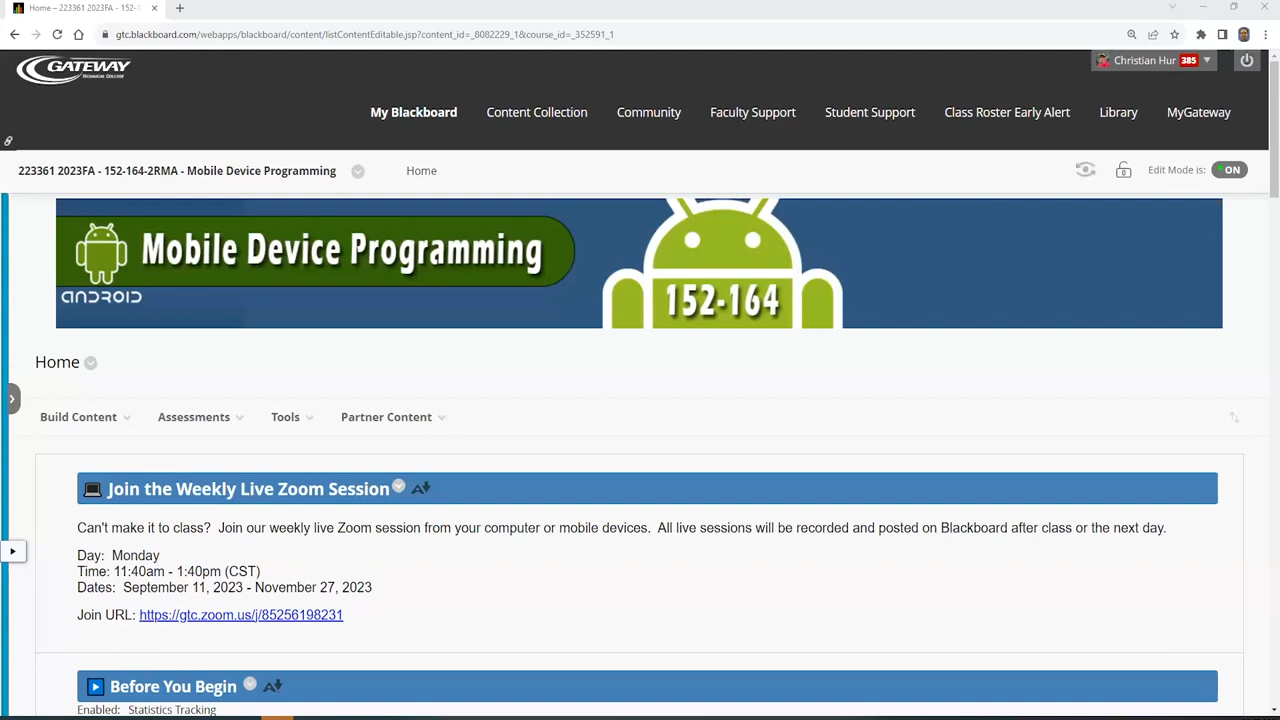 Home – 223361 2023FA - 152-1
gtc.blackboard.com/webapps/blackboard/content/listContentEditable.jsp?content_id=_8082229_1&course_id=_352591_1
GATEWAY
TECHNICAL COLLEGE
Christian Hur 385
My Blackboard Content Collection Community Faculty Support Student Support Class Roster Early Alert Library MyGateway
223361 2023FA - 152-164-2RMA - Mobile Device Programming Home Edit Mode is: ON
Mobile Device Programming
ANDROID
152-164
Home
Build Content Assessments Tools Partner Content
Join the Weekly Live Zoom Session
Can't make it to class? Join our weekly live Zoom session from your computer or mobile devices. All live sessions will be recorded and posted on Blackboard after class or the next day.
Day: Monday
Time: 11:40am - 1:40pm (CST)
Dates: September 11, 2023 - November 27, 2023
Join URL: https://gtc.zoom.us/j/85256198231
Before You Begin
Enabled: Statistics Tracking